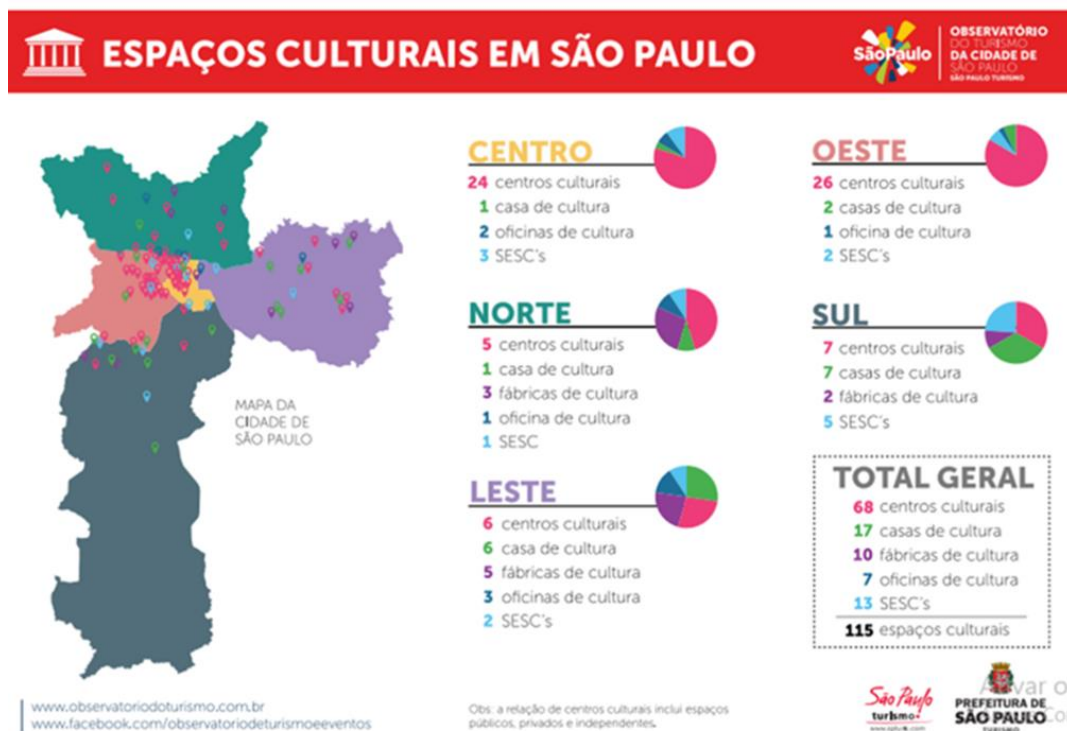 ESPAÇOS CULTURAIS EM SÃO PAULO
SãoPaulo
OBSERVATÓRIO
DO TURISMO
DA CIDADE DE
SÃO PAULO
SÃO PAULO TURISMO
MAPA DA
CIDADE DE
SÃO PAULO
CENTRO
24 centros culturais
1 casa de cultura
2 oficinas de cultura
3 SESC's
OESTE
26 centros culturais
2 casas de cultura
1 oficina de cultura
2 SESC's
NORTE
5 centros culturais
1 casa de cultura
3 fábricas de cultura
1 oficina de cultura
1 SESC
SUL
7 centros culturais
7 casas de cultura
2 fábricas de cultura
5 SESC's
LESTE
6 centros culturais
6 casa de cultura
5 fábricas de cultura
3 oficinas de cultura
2 SESC's
TOTAL GERAL
68 centros culturais
17 casas de cultura
10 fábricas de cultura
7 oficinas de cultura
13 SESC's
115 espaços culturais
www.observatoriodoturismo.com.br
www.facebook.com/observatoriodeturismoeeventos
Obs: a relação de centros culturais inclui espaços
públicos, privados e independentes.
São Paulo
turismo
PREFEITURA DE
SÃO PAULO
TURISMO